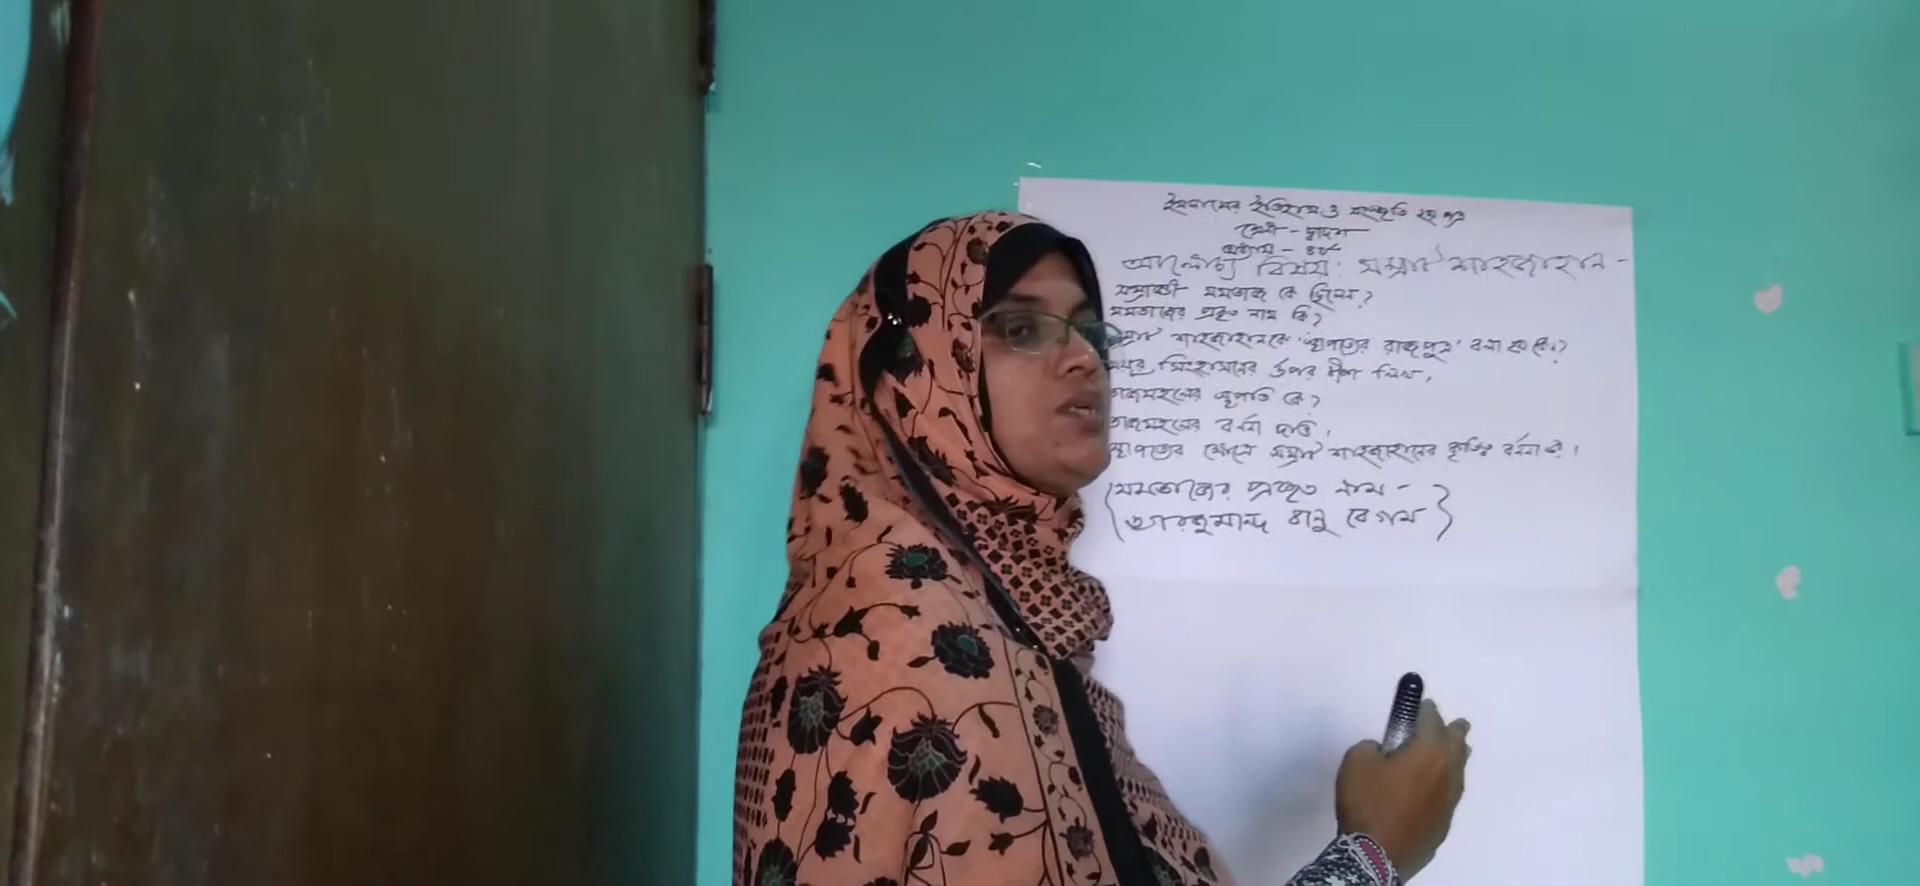 ইসলামের ইতিহাস ও সংস্কৃতি ২য় পত্র
শ্রেণী - দ্বাদশ
অধ্যায় - ৪র্থ
আলোচ্য বিষয়: সম্রাট শাহজাহান -
সম্রাজ্ঞী মমতাজ কে ছিলেন?
মমতাজের প্রকৃত নাম কি?
সম্রাট শাহজাহানকে 'স্থাপত্যের রাজপুত্র' বলা হয় কেন?
ময়ূর সিংহাসনের উপর টীকা লিখ।
তাজমহলের স্থপতি কে?
তাজমহলের বর্ণনা দাও।
স্থাপত্যের ক্ষেত্রে সম্রাট শাহজাহানের কৃতিত্ব বর্ণনা কর।
(মমতাজের প্রকৃত নাম -
আরজুমান্দ বানু বেগম)